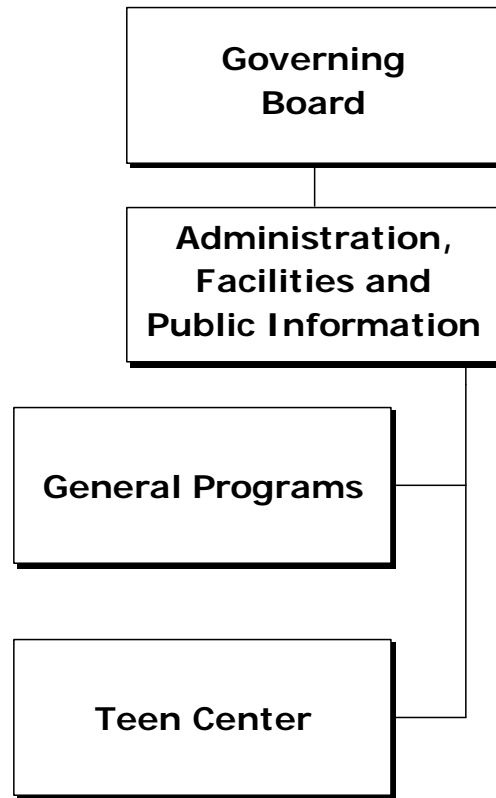 Governing
Board
Administration,
Facilities and
Public Information
General Programs
Teen Center